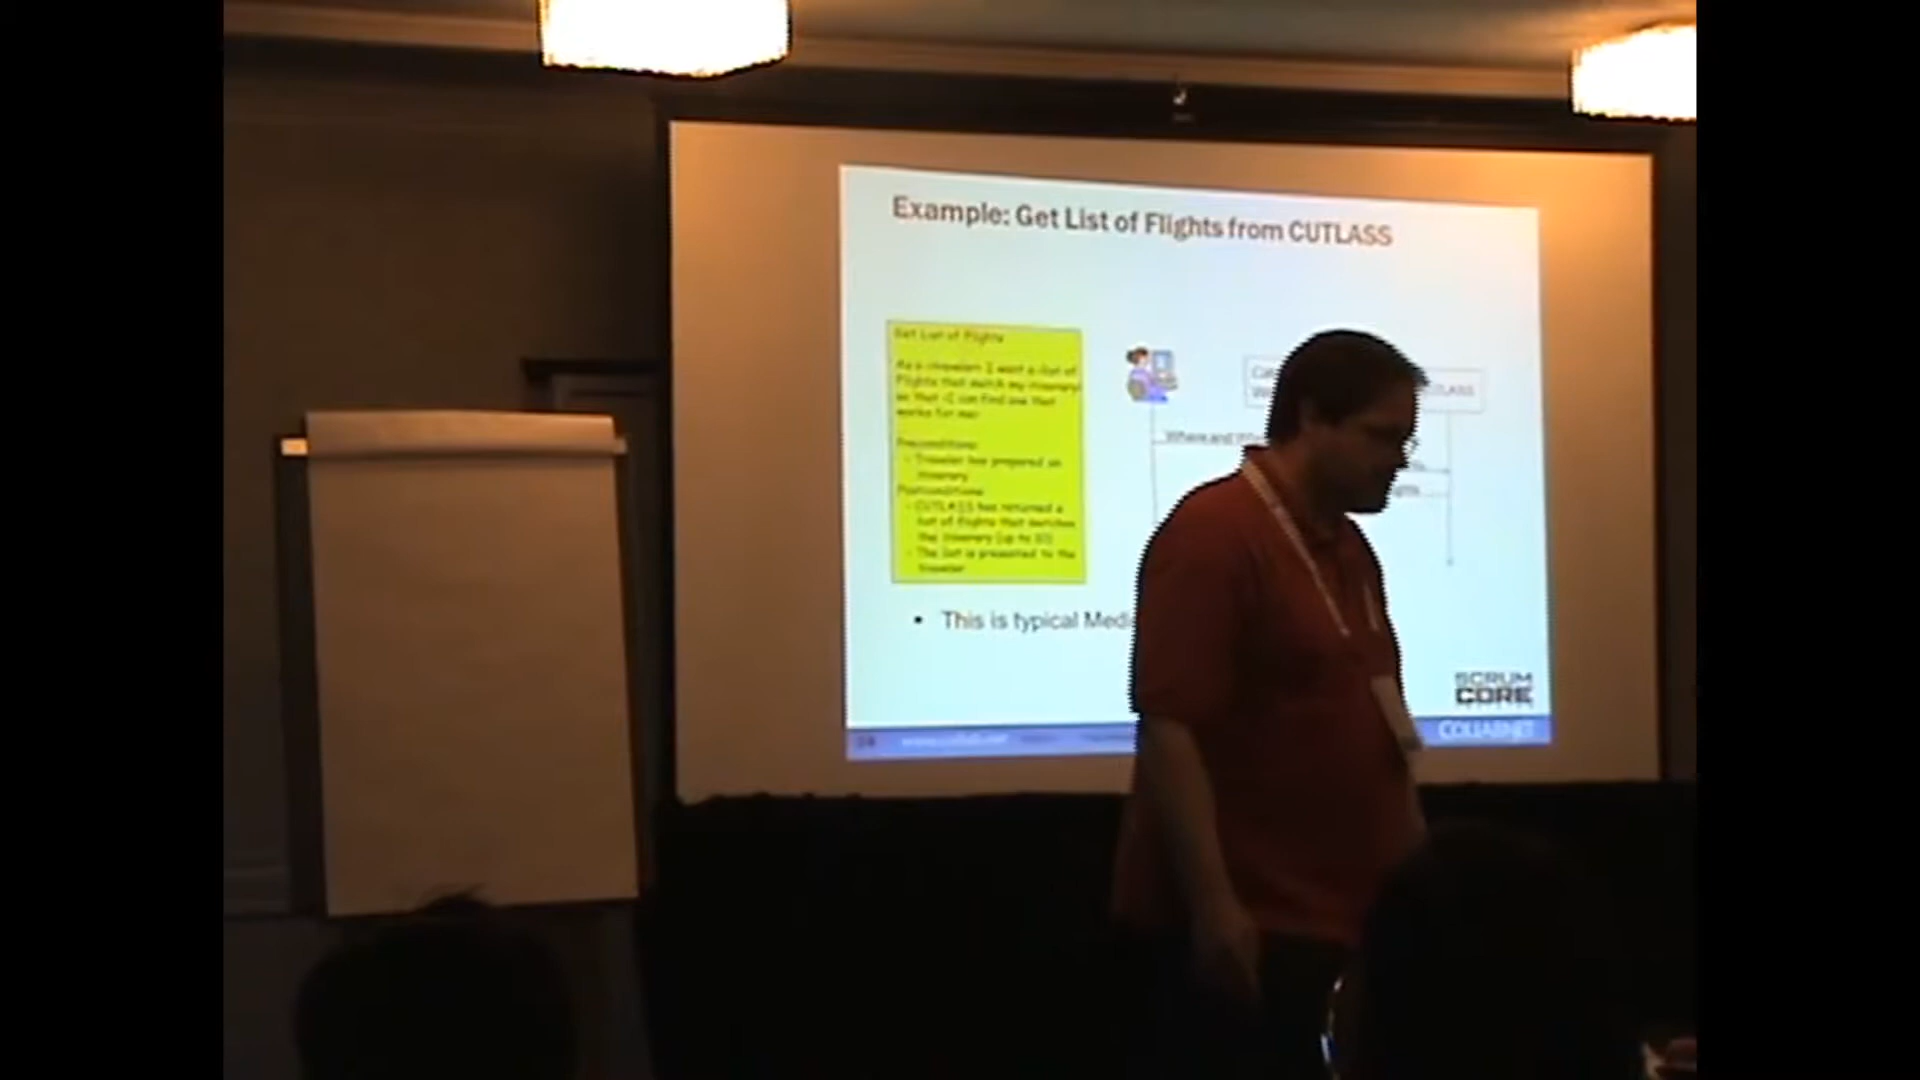 Example: Get List of Flights from CUTLASS
Get List of Flights
As a traveler I want a list of
flights that match my itinerary
so that I can find one that
works for me.
Preconditions:
- Traveler has prepared an
itinerary
Postconditions:
- CUTLASS has returned a
list of flights that matches
the itinerary (up to 10)
- The list is presented to the
traveler
Where and
• This is typical Medi
SCRUM
CORE
COLLABNET